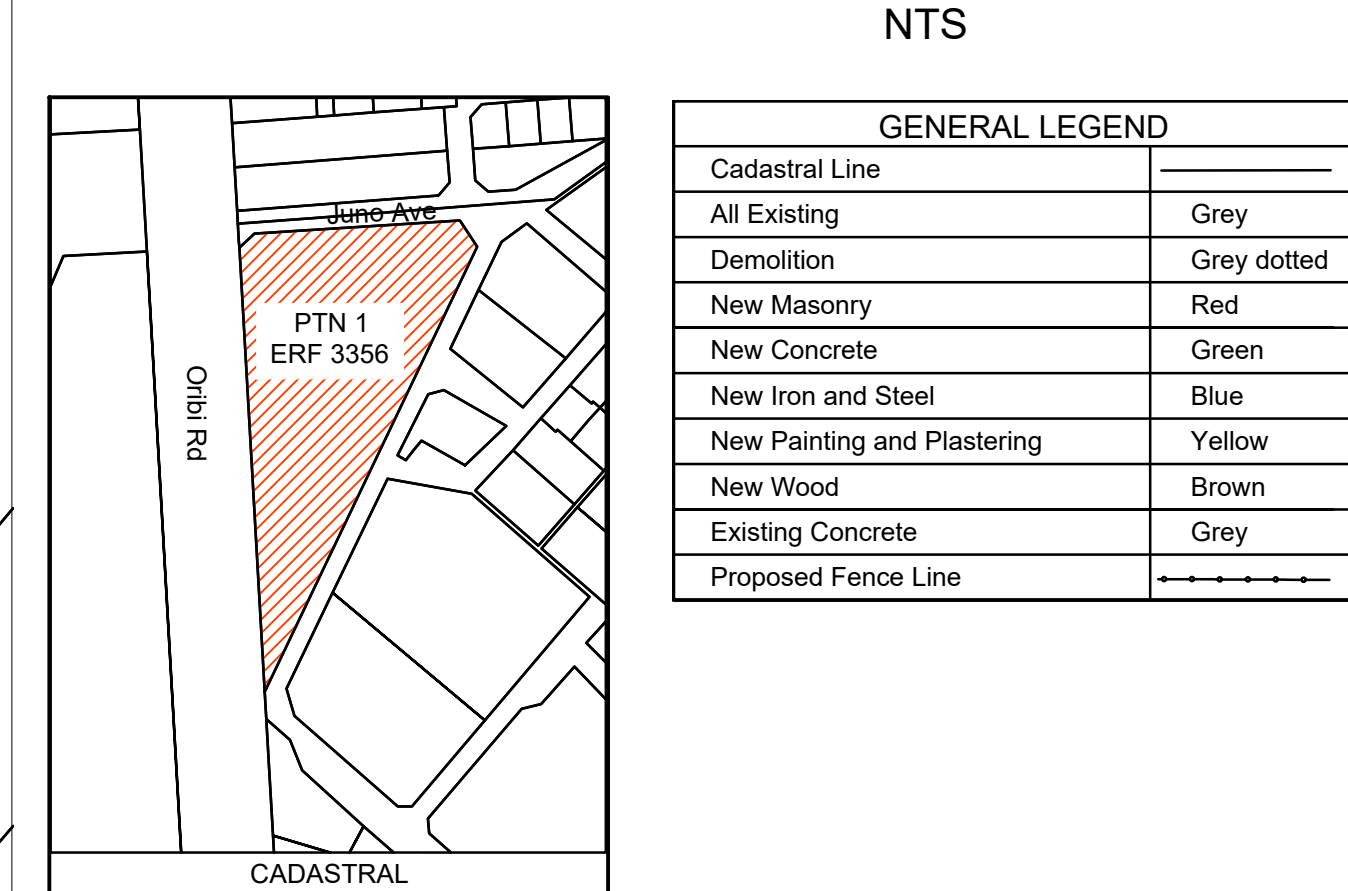 NTS
Juno Ave
PTN 1
ERF 3356
Oribi Rd
CADASTRAL
GENERAL LEGEND
Cadastral Line
All Existing Grey
Demolition Grey dotted
New Masonry Red
New Concrete Green
New Iron and Steel Blue
New Painting and Plastering Yellow
New Wood Brown
Existing Concrete Grey
Proposed Fence Line